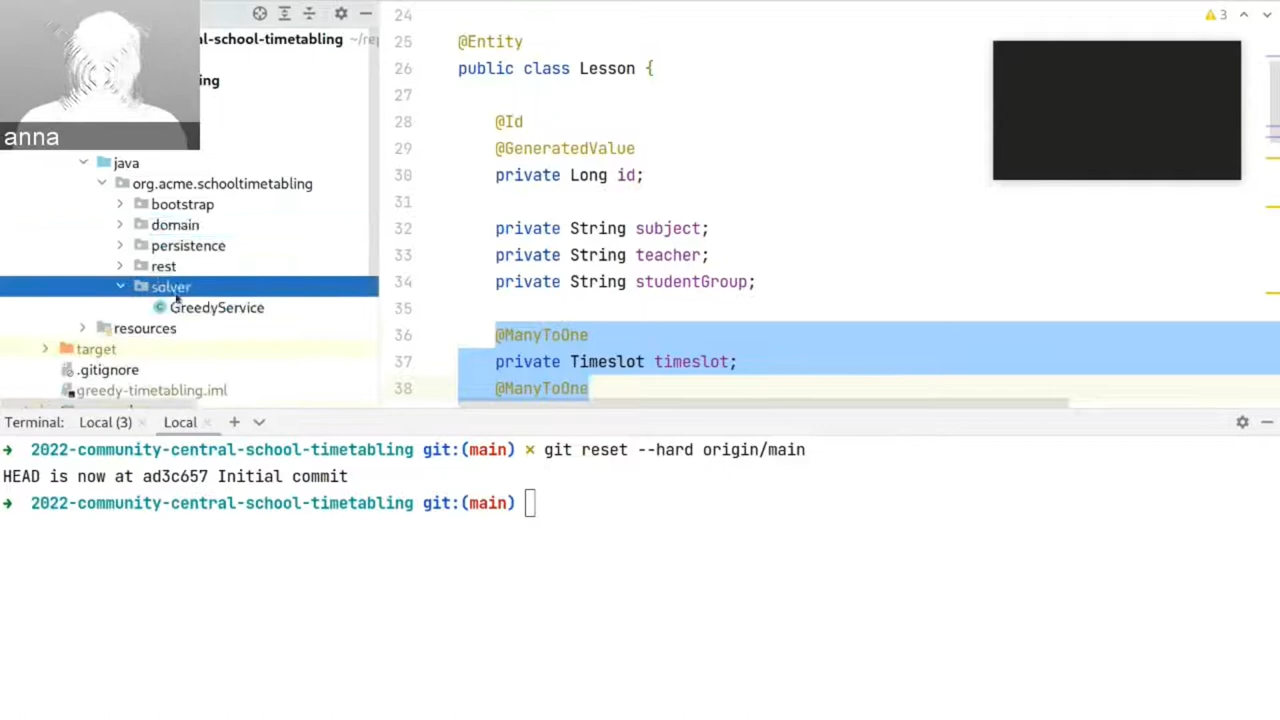 anna
al-school-timetabling ~/rep
ing
java
org.acme.schooltimetabling
bootstrap
domain
persistence
rest
solver
GreedyService
resources
target
.gitignore
greedy-timetabling.iml
24
25 @Entity
26 public class Lesson {
27
28 @Id
29 @GeneratedValue
30 private Long id;
31
32 private String subject;
33 private String teacher;
34 private String studentGroup;
35
36 @ManyToOne
37 private Timeslot timeslot;
38 @ManyToOne
3
Terminal: Local (3) × Local × +
➜ 2022-community-central-school-timetabling git:(main) × git reset --hard origin/main
HEAD is now at ad3c657 Initial commit
➜ 2022-community-central-school-timetabling git:(main)